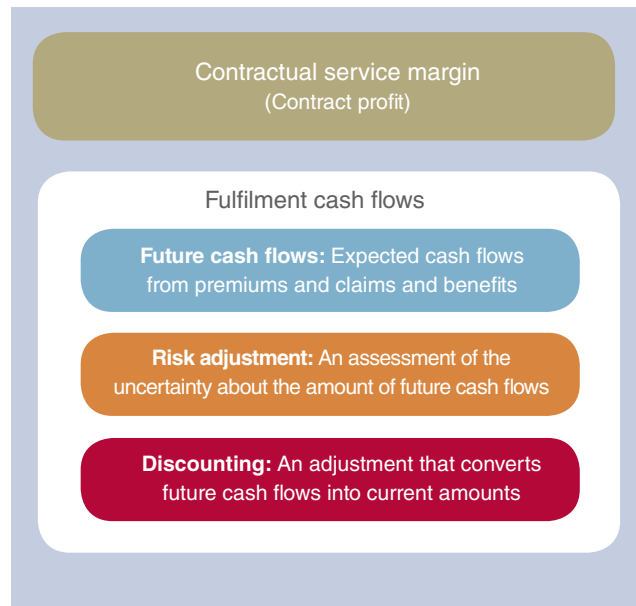 Contractual service margin
(Contract profit)
Fulfilment cash flows
Future cash flows: Expected cash flows
from premiums and claims and benefits
Risk adjustment: An assessment of the
uncertainty about the amount of future cash flows
Discounting: An adjustment that converts
future cash flows into current amounts